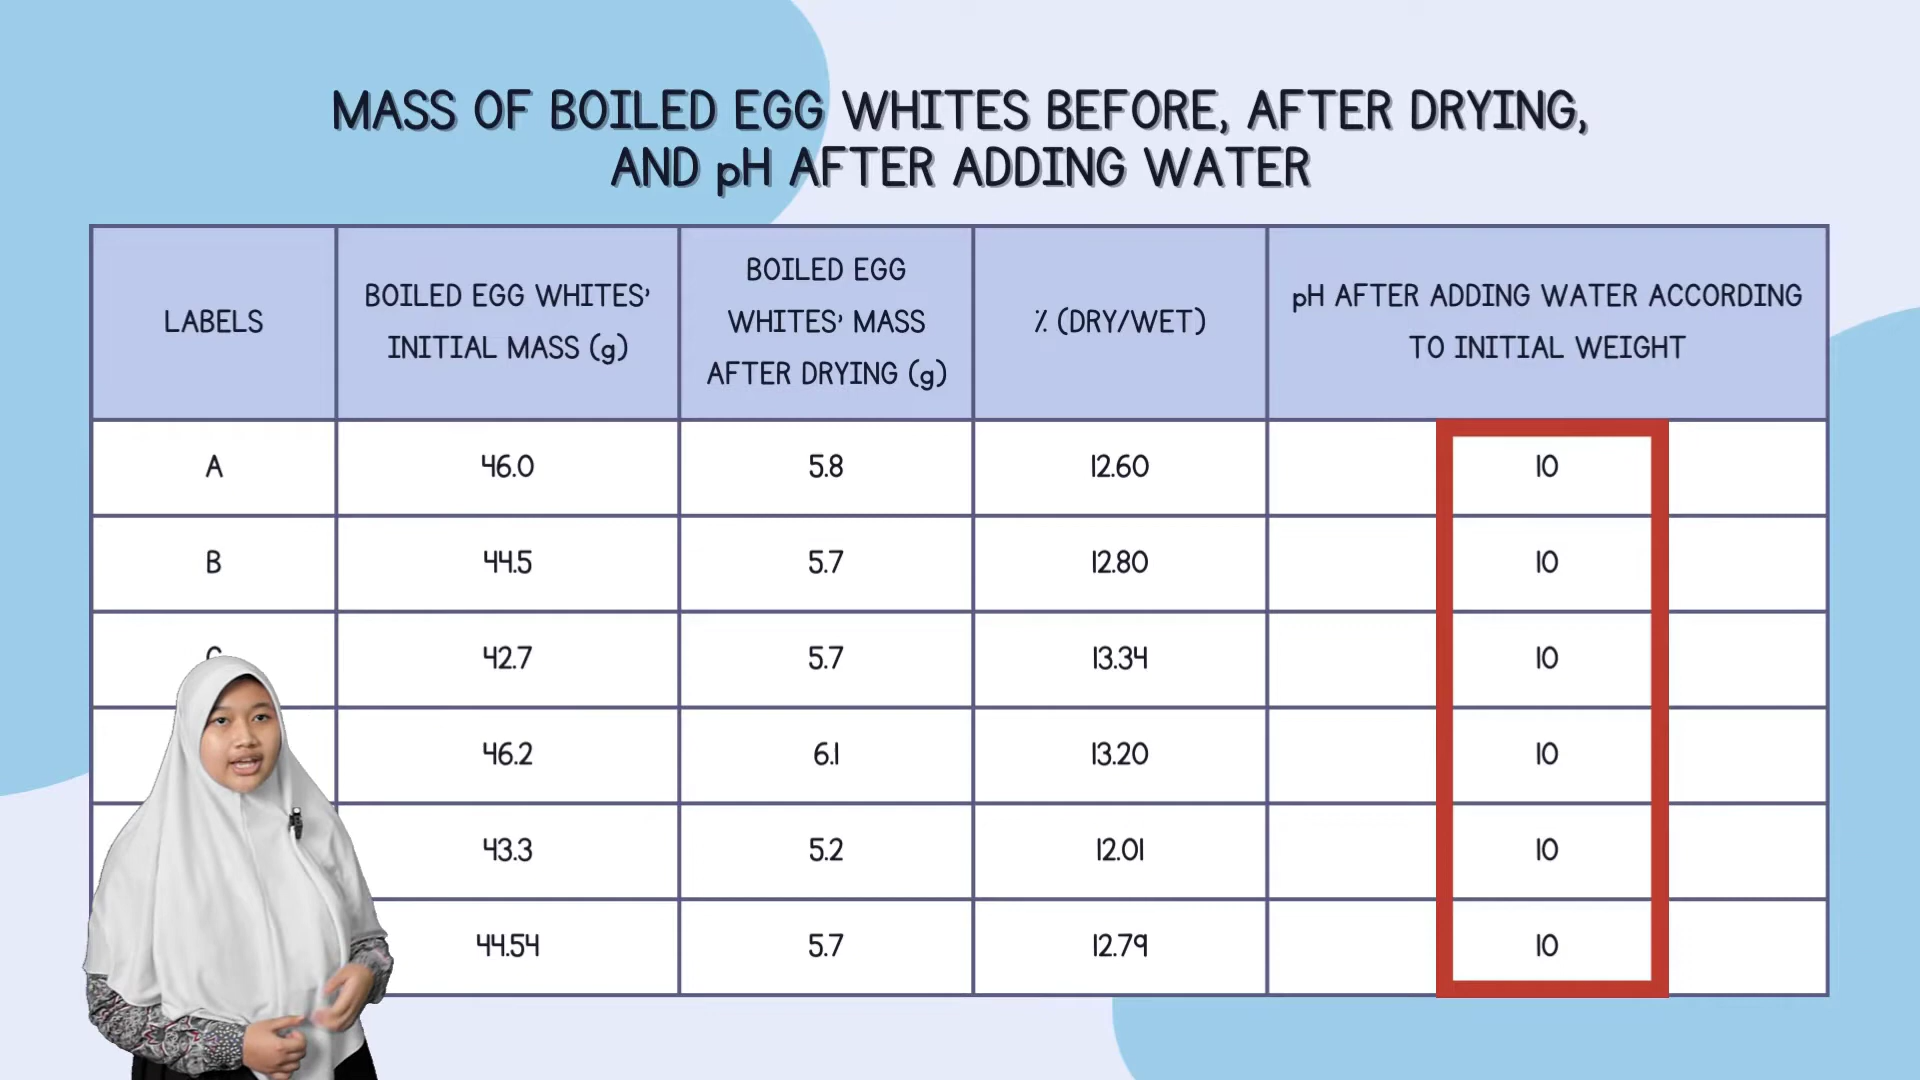 MASS OF BOILED EGG WHITES BEFORE, AFTER DRYING,
AND pH AFTER ADDING WATER
LABELS
BOILED EGG WHITES'
INITIAL MASS (g)
BOILED EGG
WHITES' MASS
AFTER DRYING (g)
% (DRY/WET)
pH AFTER ADDING WATER ACCORDING
TO INITIAL WEIGHT
A 46.0 5.8 12.60 10
B 44.5 5.7 12.80 10
42.7 5.7 13.34 10
46.2 6.1 13.20 10
43.3 5.2 12.01 10
44.54 5.7 12.79 10